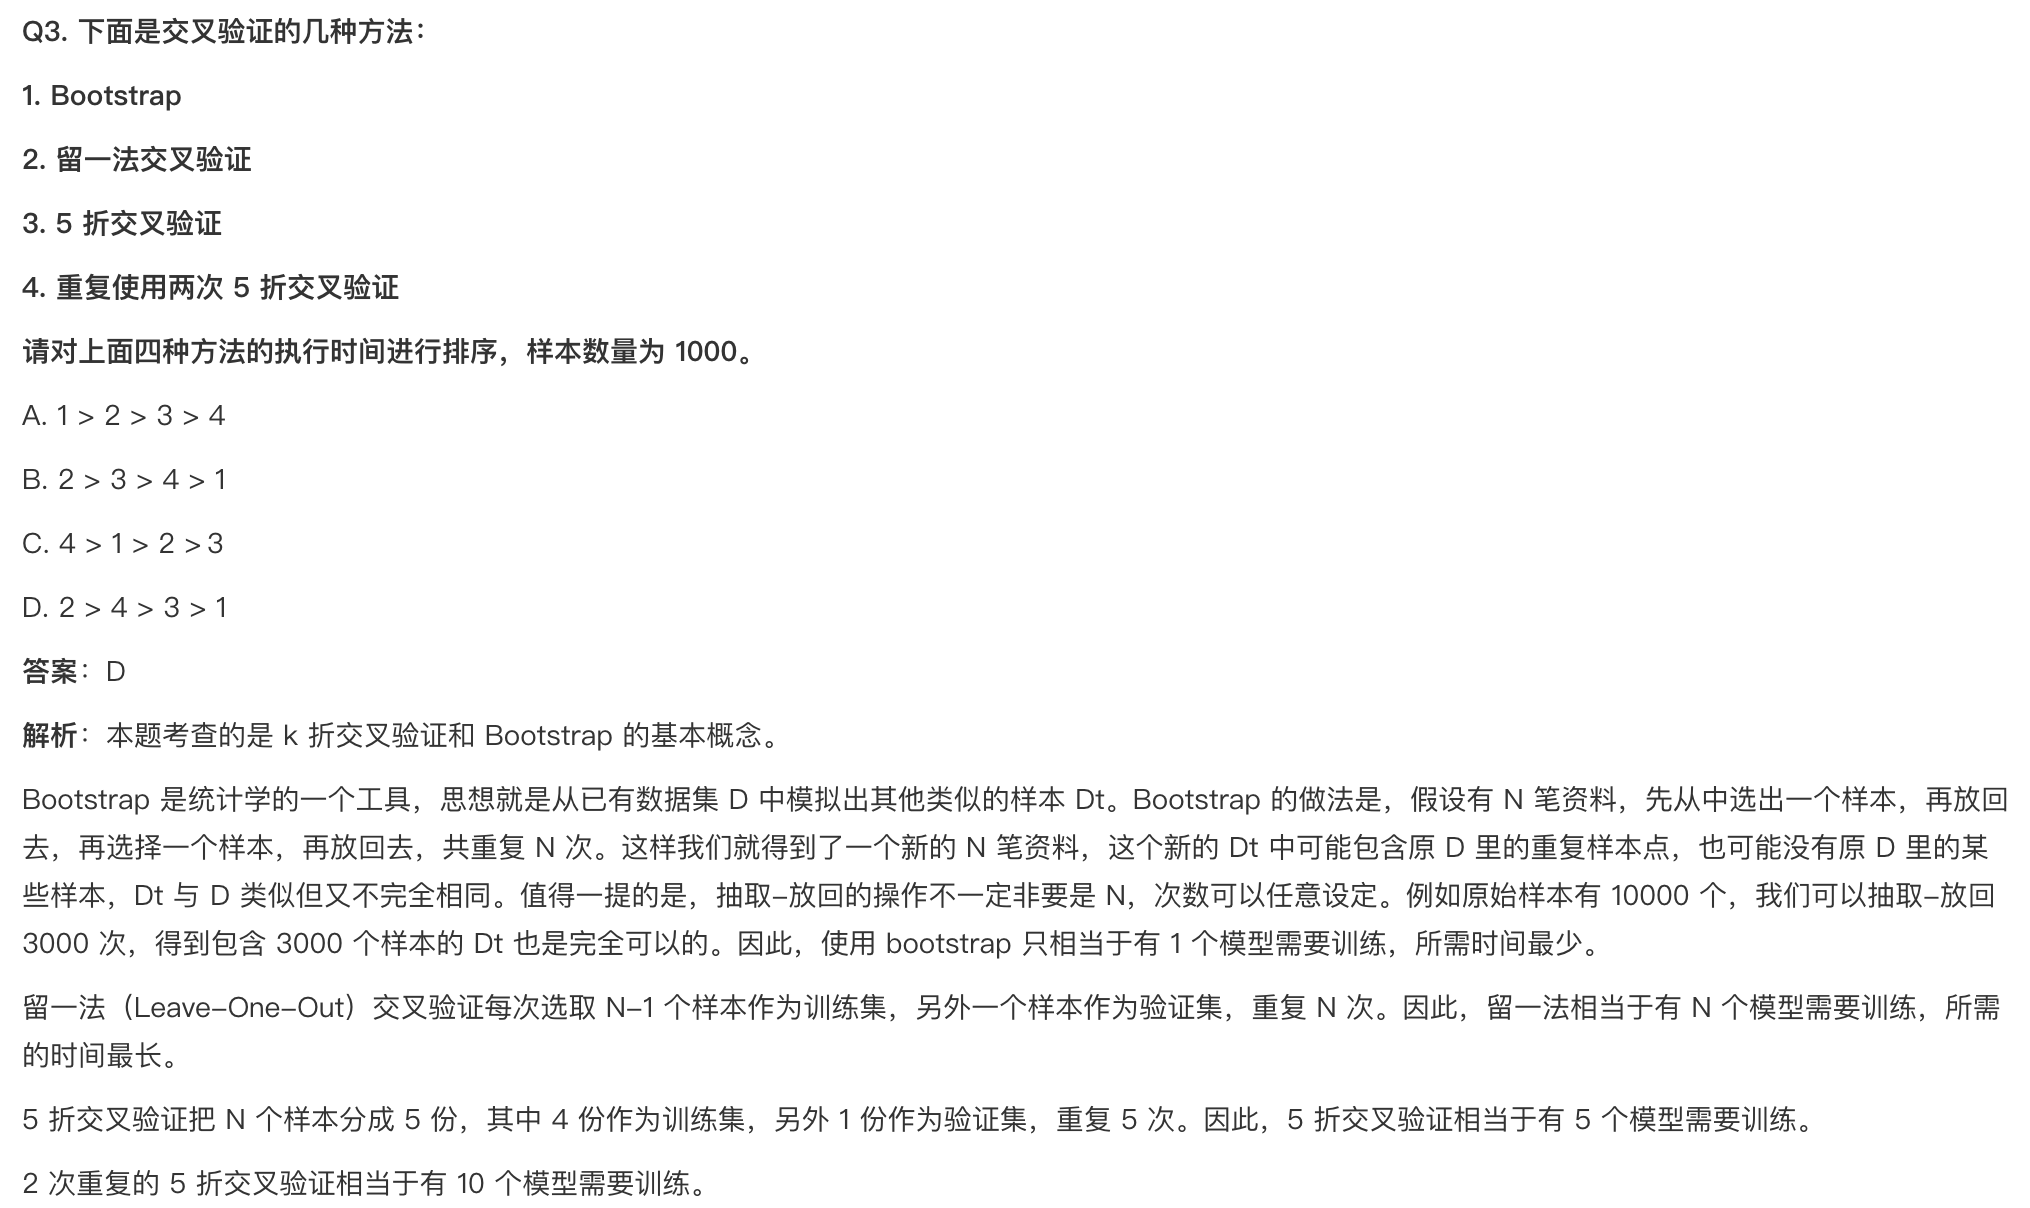 Q3. 下面是交叉验证的几种方法：
1. Bootstrap
2. 留一法交叉验证
3. 5 折交叉验证
4. 重复使用两次 5 折交叉验证
请对上面四种方法的执行时间进行排序，样本数量为 1000。
A. 1 > 2 > 3 > 4
B. 2 > 3 > 4 > 1
C. 4 > 1 > 2 >3
D. 2 > 4 > 3 > 1
答案：D
解析：本题考查的是 k 折交叉验证和 Bootstrap 的基本概念。
Bootstrap 是统计学的一个工具，思想就是从已有数据集 D 中模拟出其他类似的样本 Dt。Bootstrap 的做法是，假设有 N 笔资料，先从中选出一个样本，再放回
去，再选择一个样本，再放回去，共重复 N 次。这样我们就得到了一个新的 N 笔资料，这个新的 Dt 中可能包含原 D 里的重复样本点，也可能没有原 D 里的某
些样本，Dt 与 D 类似但又不完全相同。值得一提的是，抽取-放回的操作不一定非要是 N，次数可以任意设定。例如原始样本有 10000 个，我们可以抽取-放回
3000 次，得到包含 3000 个样本的 Dt 也是完全可以的。因此，使用 bootstrap 只相当于有 1 个模型需要训练，所需时间最少。
留一法（Leave-One-Out）交叉验证每次选取 N-1 个样本作为训练集，另外一个样本作为验证集，重复 N 次。因此，留一法相当于有 N 个模型需要训练，所需
的时间最长。
5 折交叉验证把 N 个样本分成 5 份，其中 4 份作为训练集，另外 1 份作为验证集，重复 5 次。因此，5 折交叉验证相当于有 5 个模型需要训练。
2 次重复的 5 折交叉验证相当于有 10 个模型需要训练。